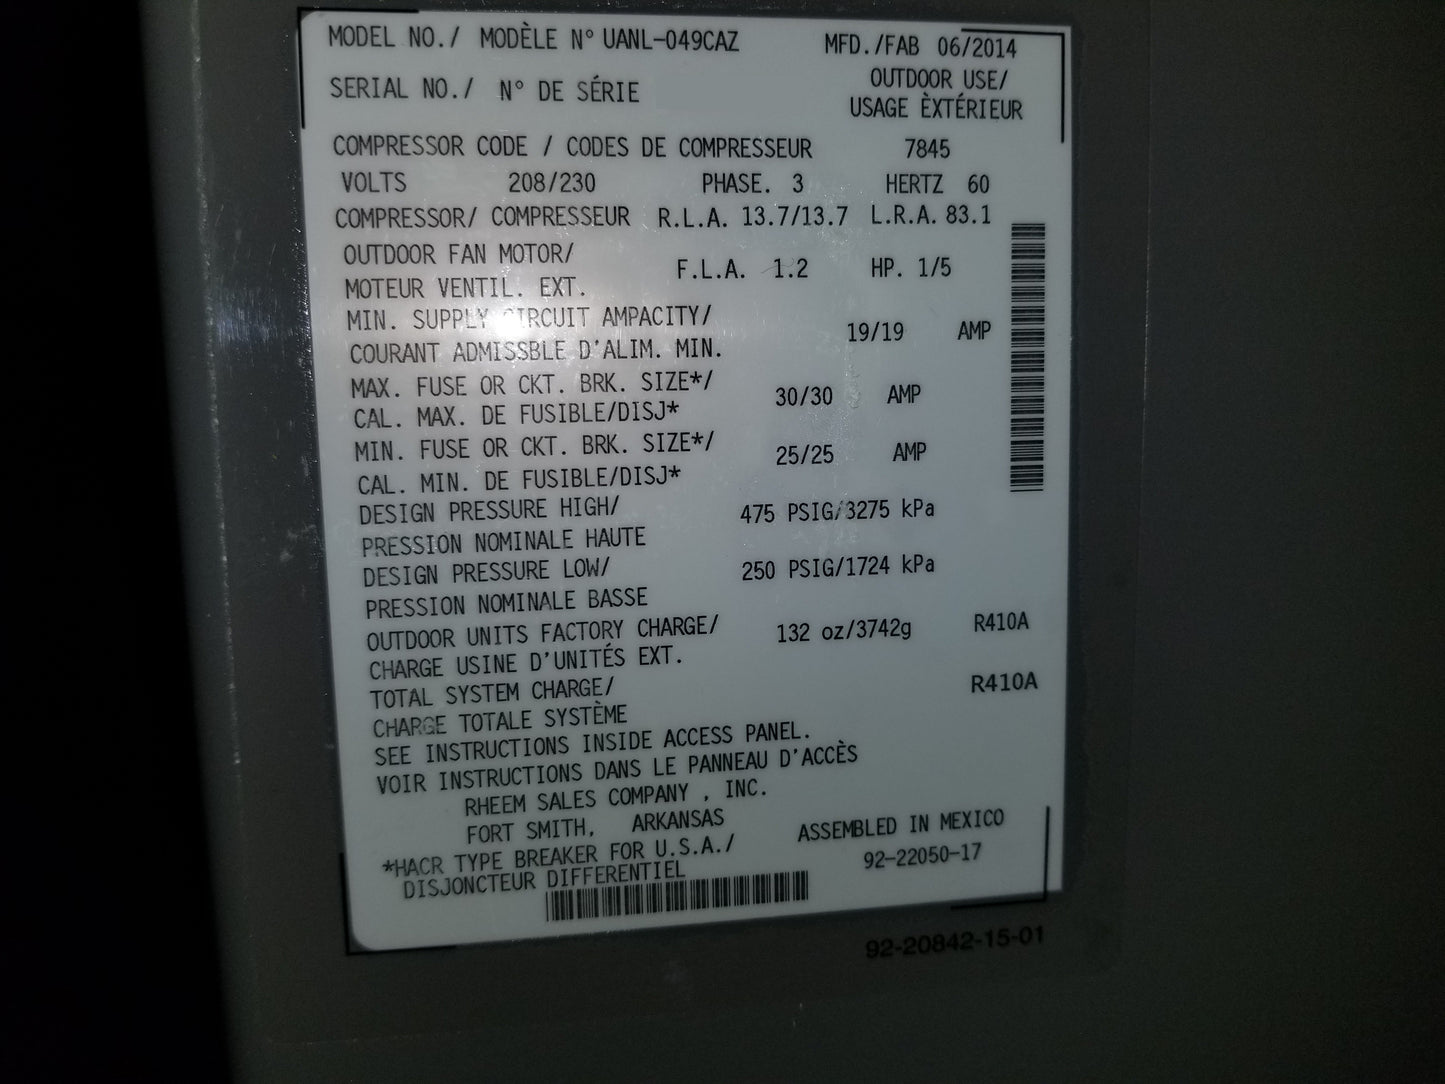 MODEL NO./ MODÈLE N° UANL-049CAZ MFD./FAB 06/2014
SERIAL NO./ N° DE SÉRIE OUTDOOR USE/
USAGE ÈXTÉRIEUR
COMPRESSOR CODE / CODES DE COMPRESSEUR 7845
VOLTS 208/230 PHASE. 3 HERTZ 60
COMPRESSOR/ COMPRESSEUR R.L.A. 13.7/13.7 L.R.A. 83.1
OUTDOOR FAN MOTOR/ F.L.A. 1.2 HP. 1/5
MOTEUR VENTIL. EXT.
MIN. SUPPLY CIRCUIT AMPACITY/ 19/19 AMP
COURANT ADMISSBLE D'ALIM. MIN.
MAX. FUSE OR CKT. BRK. SIZE*/ 30/30 AMP
CAL. MAX. DE FUSIBLE/DISJ*
MIN. FUSE OR CKT. BRK. SIZE*/ 25/25 AMP
CAL. MIN. DE FUSIBLE/DISJ*
DESIGN PRESSURE HIGH/ 475 PSIG/3275 kPa
PRESSION NOMINALE HAUTE
DESIGN PRESSURE LOW/ 250 PSIG/1724 kPa
PRESSION NOMINALE BASSE
OUTDOOR UNITS FACTORY CHARGE/ 132 oz/3742g R410A
CHARGE USINE D'UNITÉS EXT.
TOTAL SYSTEM CHARGE/ R410A
CHARGE TOTALE SYSTÈME
SEE INSTRUCTIONS INSIDE ACCESS PANEL.
VOIR INSTRUCTIONS DANS LE PANNEAU D'ACCÈS
RHEEM SALES COMPANY , INC.
FORT SMITH, ARKANSAS ASSEMBLED IN MEXICO
*HACR TYPE BREAKER FOR U.S.A./ 92-22050-17
DISJONCTEUR DIFFERENTIEL
92-20842-15-01